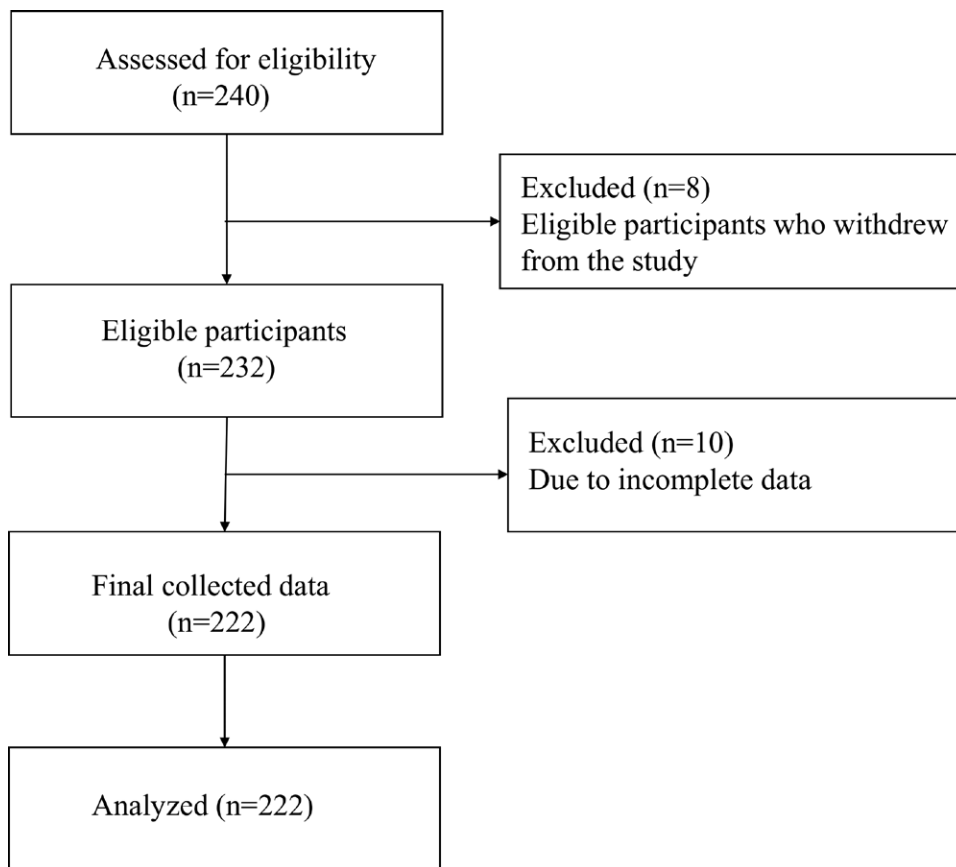 Assessed for eligibility
(n=240)
Excluded (n=8)
Eligible participants who withdrew
from the study
Eligible participants
(n=232)
Excluded (n=10)
Due to incomplete data
Final collected data
(n=222)
Analyzed (n=222)